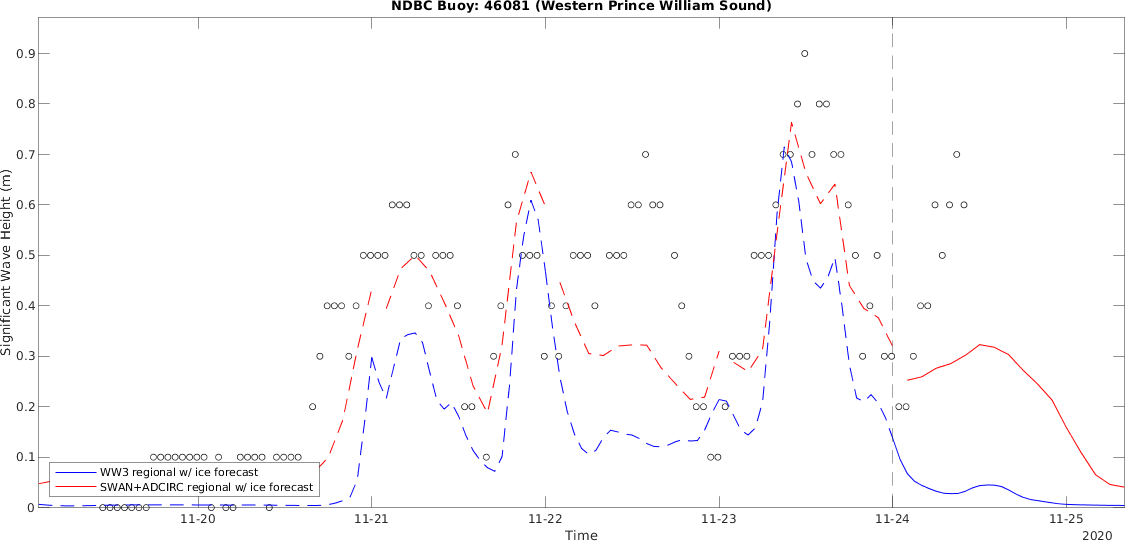 NDBC Buoy: 46081 (Western Prince William Sound)
0.9
0.8
0.7
0.6
0.5
0.4
0.3
0.2
0.1
0
Significant Wave Height (m)
WW3 regional w/ ice forecast
SWAN+ADCIRC regional w/ ice forecast
11-20 11-21 11-22 11-23 11-24 11-25
Time
2020